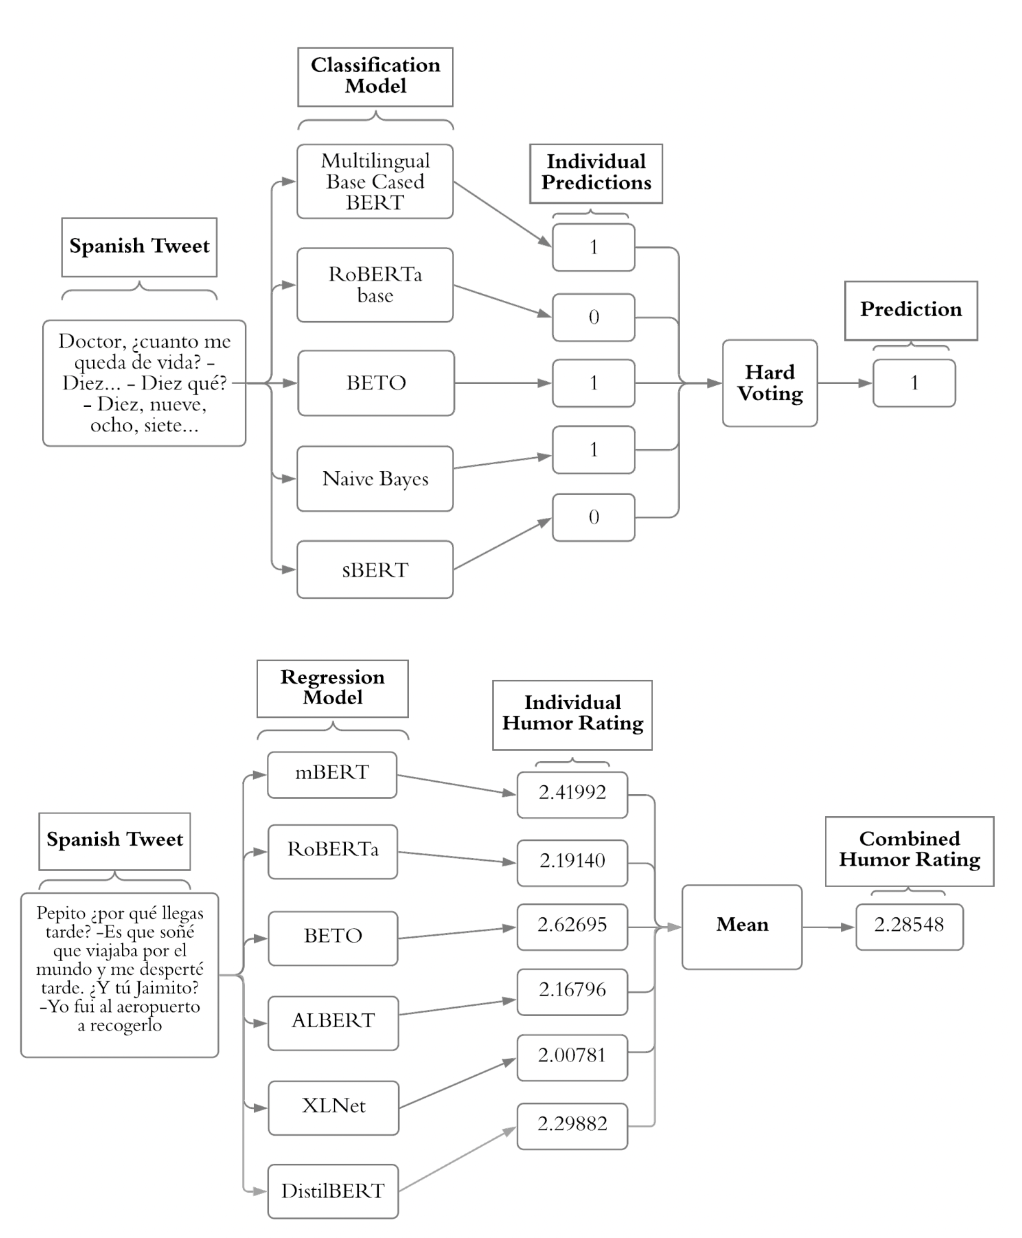 Classification
Model
Multilingual
Base Cased
BERT
Individual
Predictions
Spanish Tweet
1
RoBERTa
base
0
Prediction
Doctor, ¿cuanto me
queda de vida? -
Diez... - Diez qué?
- Diez, nueve,
ocho, siete...
BETO
1
Hard
Voting
1
Naive Bayes
1
sBERT
0
Regression
Model
Individual
Humor Rating
mBERT
2.41992
Spanish Tweet
RoBERTa
2.19140
Combined
Humor Rating
Pepito ¿por qué llegas
tarde? -Es que soñé
que viajaba por el
mundo y me desperté
tarde. ¿Y tú Jaimito?
-Yo fui al aeropuerto
a recogerlo
BETO
2.62695
Mean
2.28548
ALBERT
2.16796
XLNet
2.00781
DistilBERT
2.29882